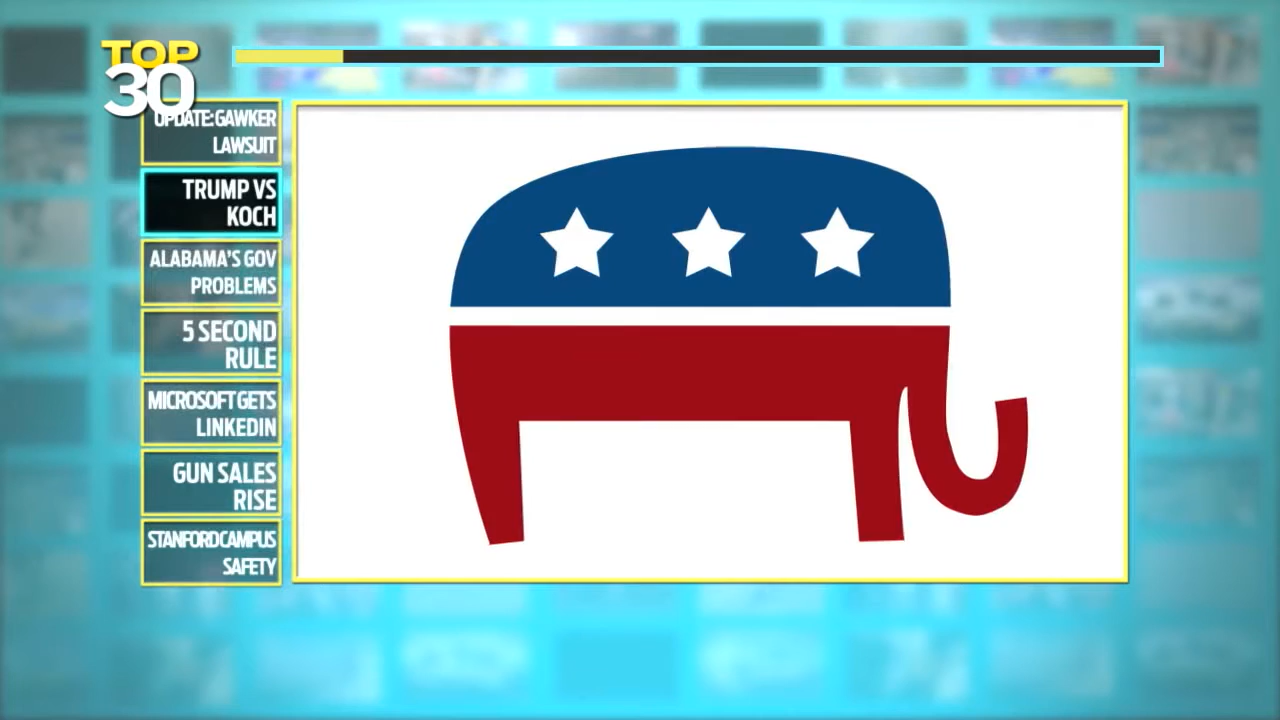 TOP
30
UPDATE: GAWKER
LAWSUIT
TRUMP VS
KOCH
ALABAMA'S GOV
PROBLEMS
5 SECOND
RULE
MICROSOFT GETS
LINKEDIN
GUN SALES
RISE
STANFORD CAMPUS
SAFETY